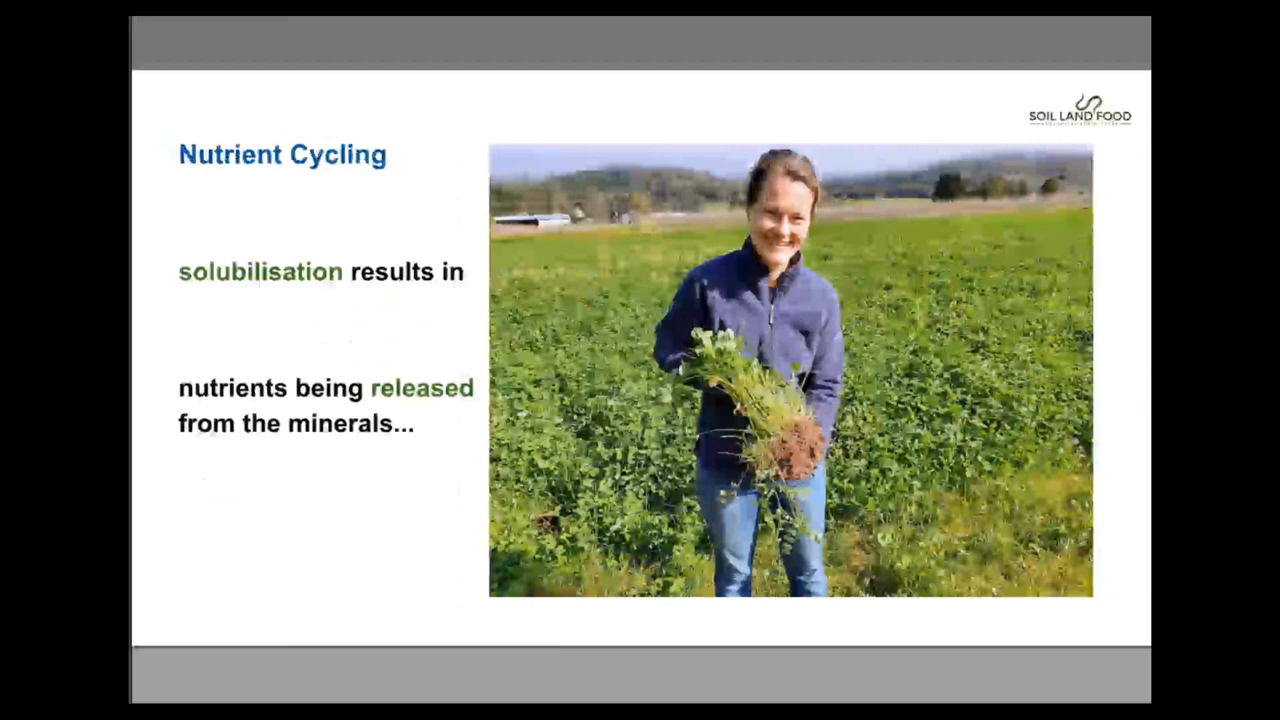 SOIL LAND FOOD
Nutrient Cycling
solubilisation results in
nutrients being released
from the minerals...